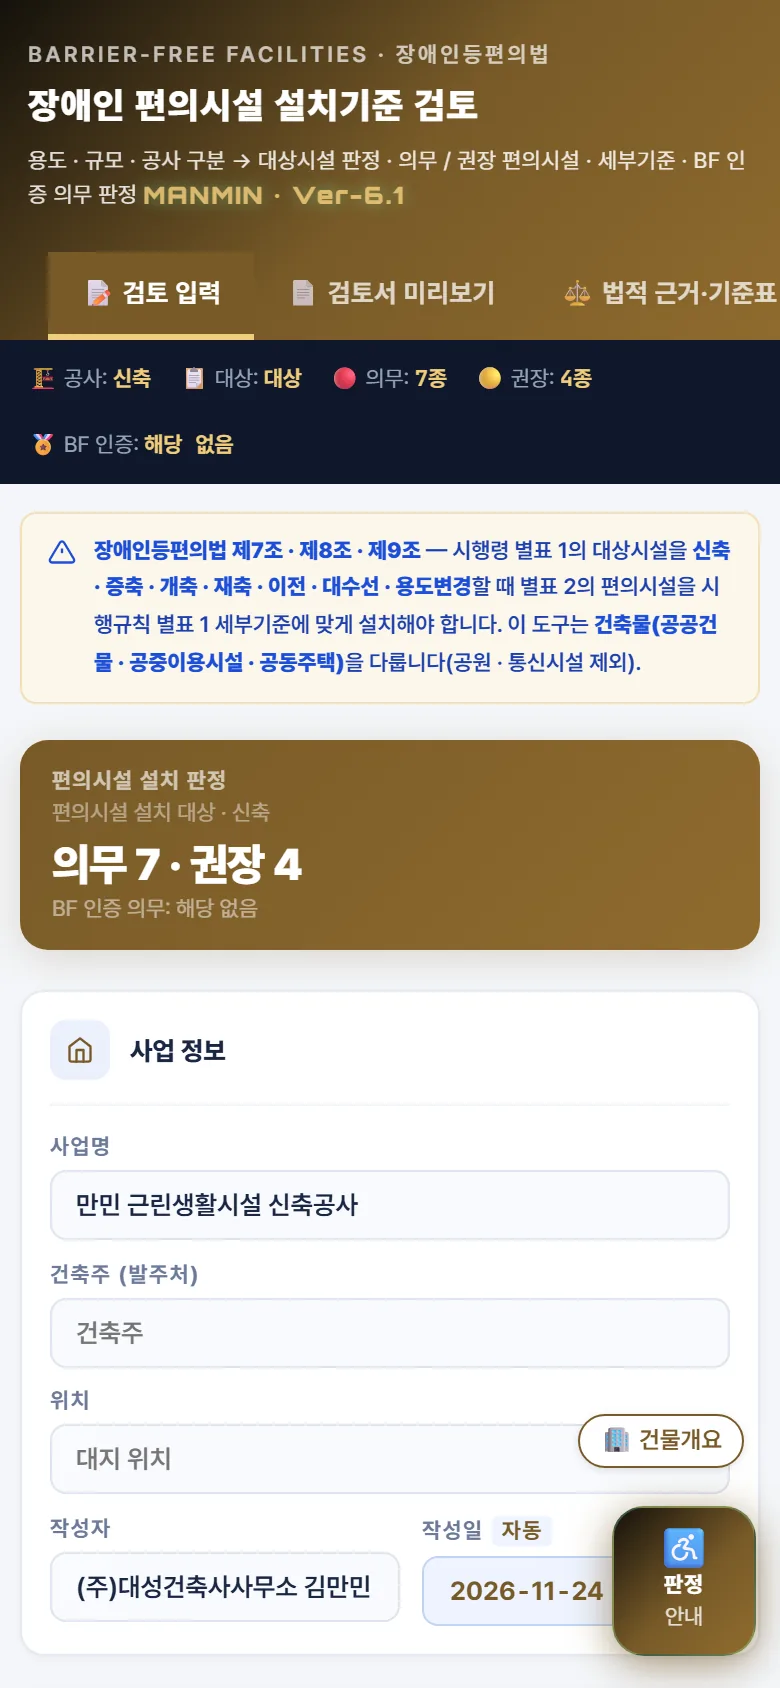 BARRIER-FREE FACILITIES · 장애인등편의법
장애인 편의시설 설치기준 검토
용도 · 규모 · 공사 구분 → 대상시설 판정 · 의무 / 권장 편의시설 · 세부기준 · BF 인
증 의무 판정 MANMIN · Ver-6.1
검토 입력
검토서 미리보기
법적 근거·기준표
공사: 신축
대상: 대상
의무: 7종
권장: 4종
BF 인증: 해당 없음
장애인등편의법 제7조 · 제8조 · 제9조 — 시행령 별표 1의 대상시설을 신축
· 증축 · 개축 · 재축 · 이전 · 대수선 · 용도변경할 때 별표 2의 편의시설을 시
행규칙 별표 1 세부기준에 맞게 설치해야 합니다. 이 도구는 건축물(공공건
물 · 공중이용시설 · 공동주택)을 다룹니다(공원 · 통신시설 제외).
편의시설 설치 판정
편의시설 설치 대상 · 신축
의무 7 · 권장 4
BF 인증 의무: 해당 없음
사업 정보
사업명
만민 근린생활시설 신축공사
건축주 (발주처)
건축주
위치
대지 위치
건물개요
작성자
작성일 자동
(주)대성건축사사무소 김만민
2026-11-24
판정
안내